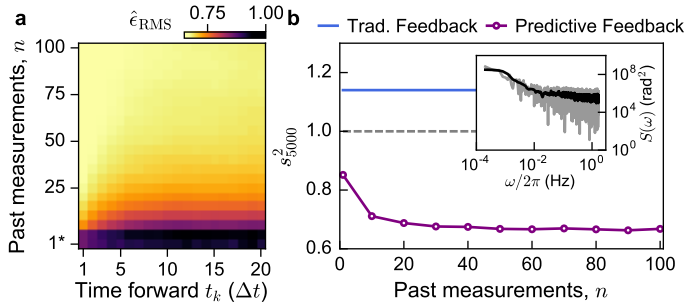 a
ϵ̂RMS
0.75 1.00
Past measurements, n
100
75
50
25
1*
1 5 10 15 20
Time forward tk (Δt)
b
Trad. Feedback
Predictive Feedback
s²5000
1.2
1.0
0.8
0.6
0 20 40 60 80 100
Past measurements, n
10⁸
10⁴
10⁰
S(ω) (rad²)
10⁻⁴ 10⁻² 10⁰
ω/2π (Hz)